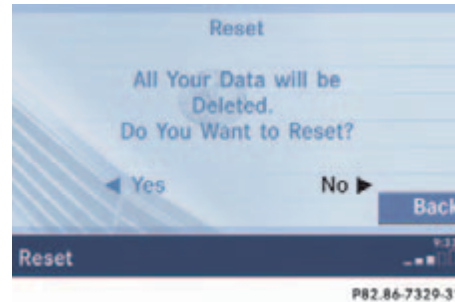 Reset
All Your Data will be
Deleted.
Do You Want to Reset?
◀ Yes No ▶
Back
Reset
P82.86-7329-31